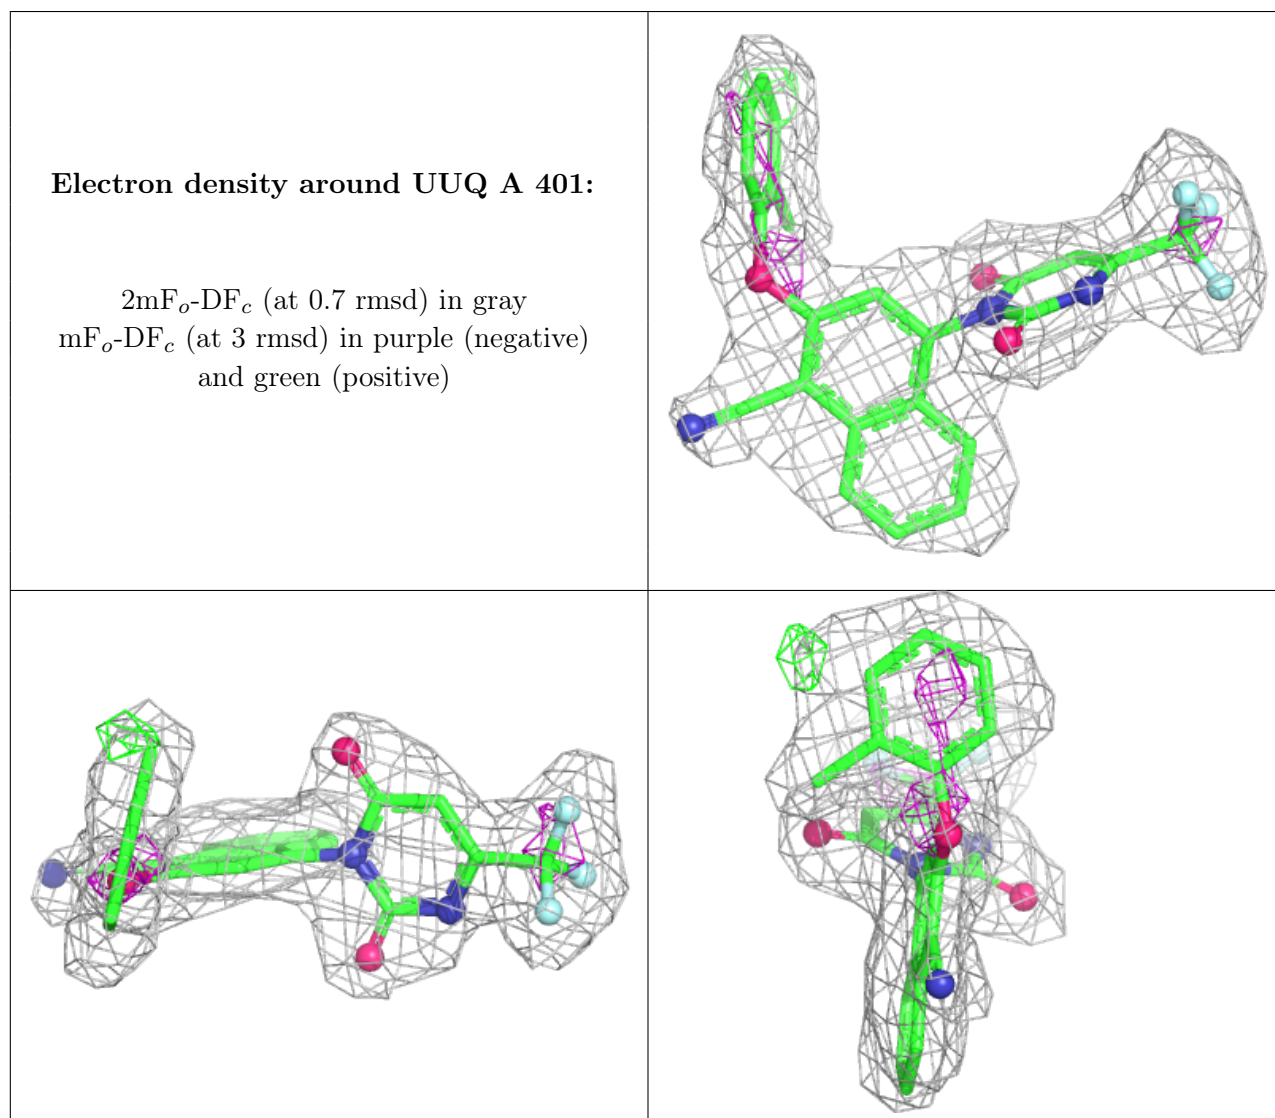 Electron density around UUQ A 401:
2mFₒ-DF𝒸 (at 0.7 rmsd) in gray
mFₒ-DF𝒸 (at 3 rmsd) in purple (negative)
and green (positive)